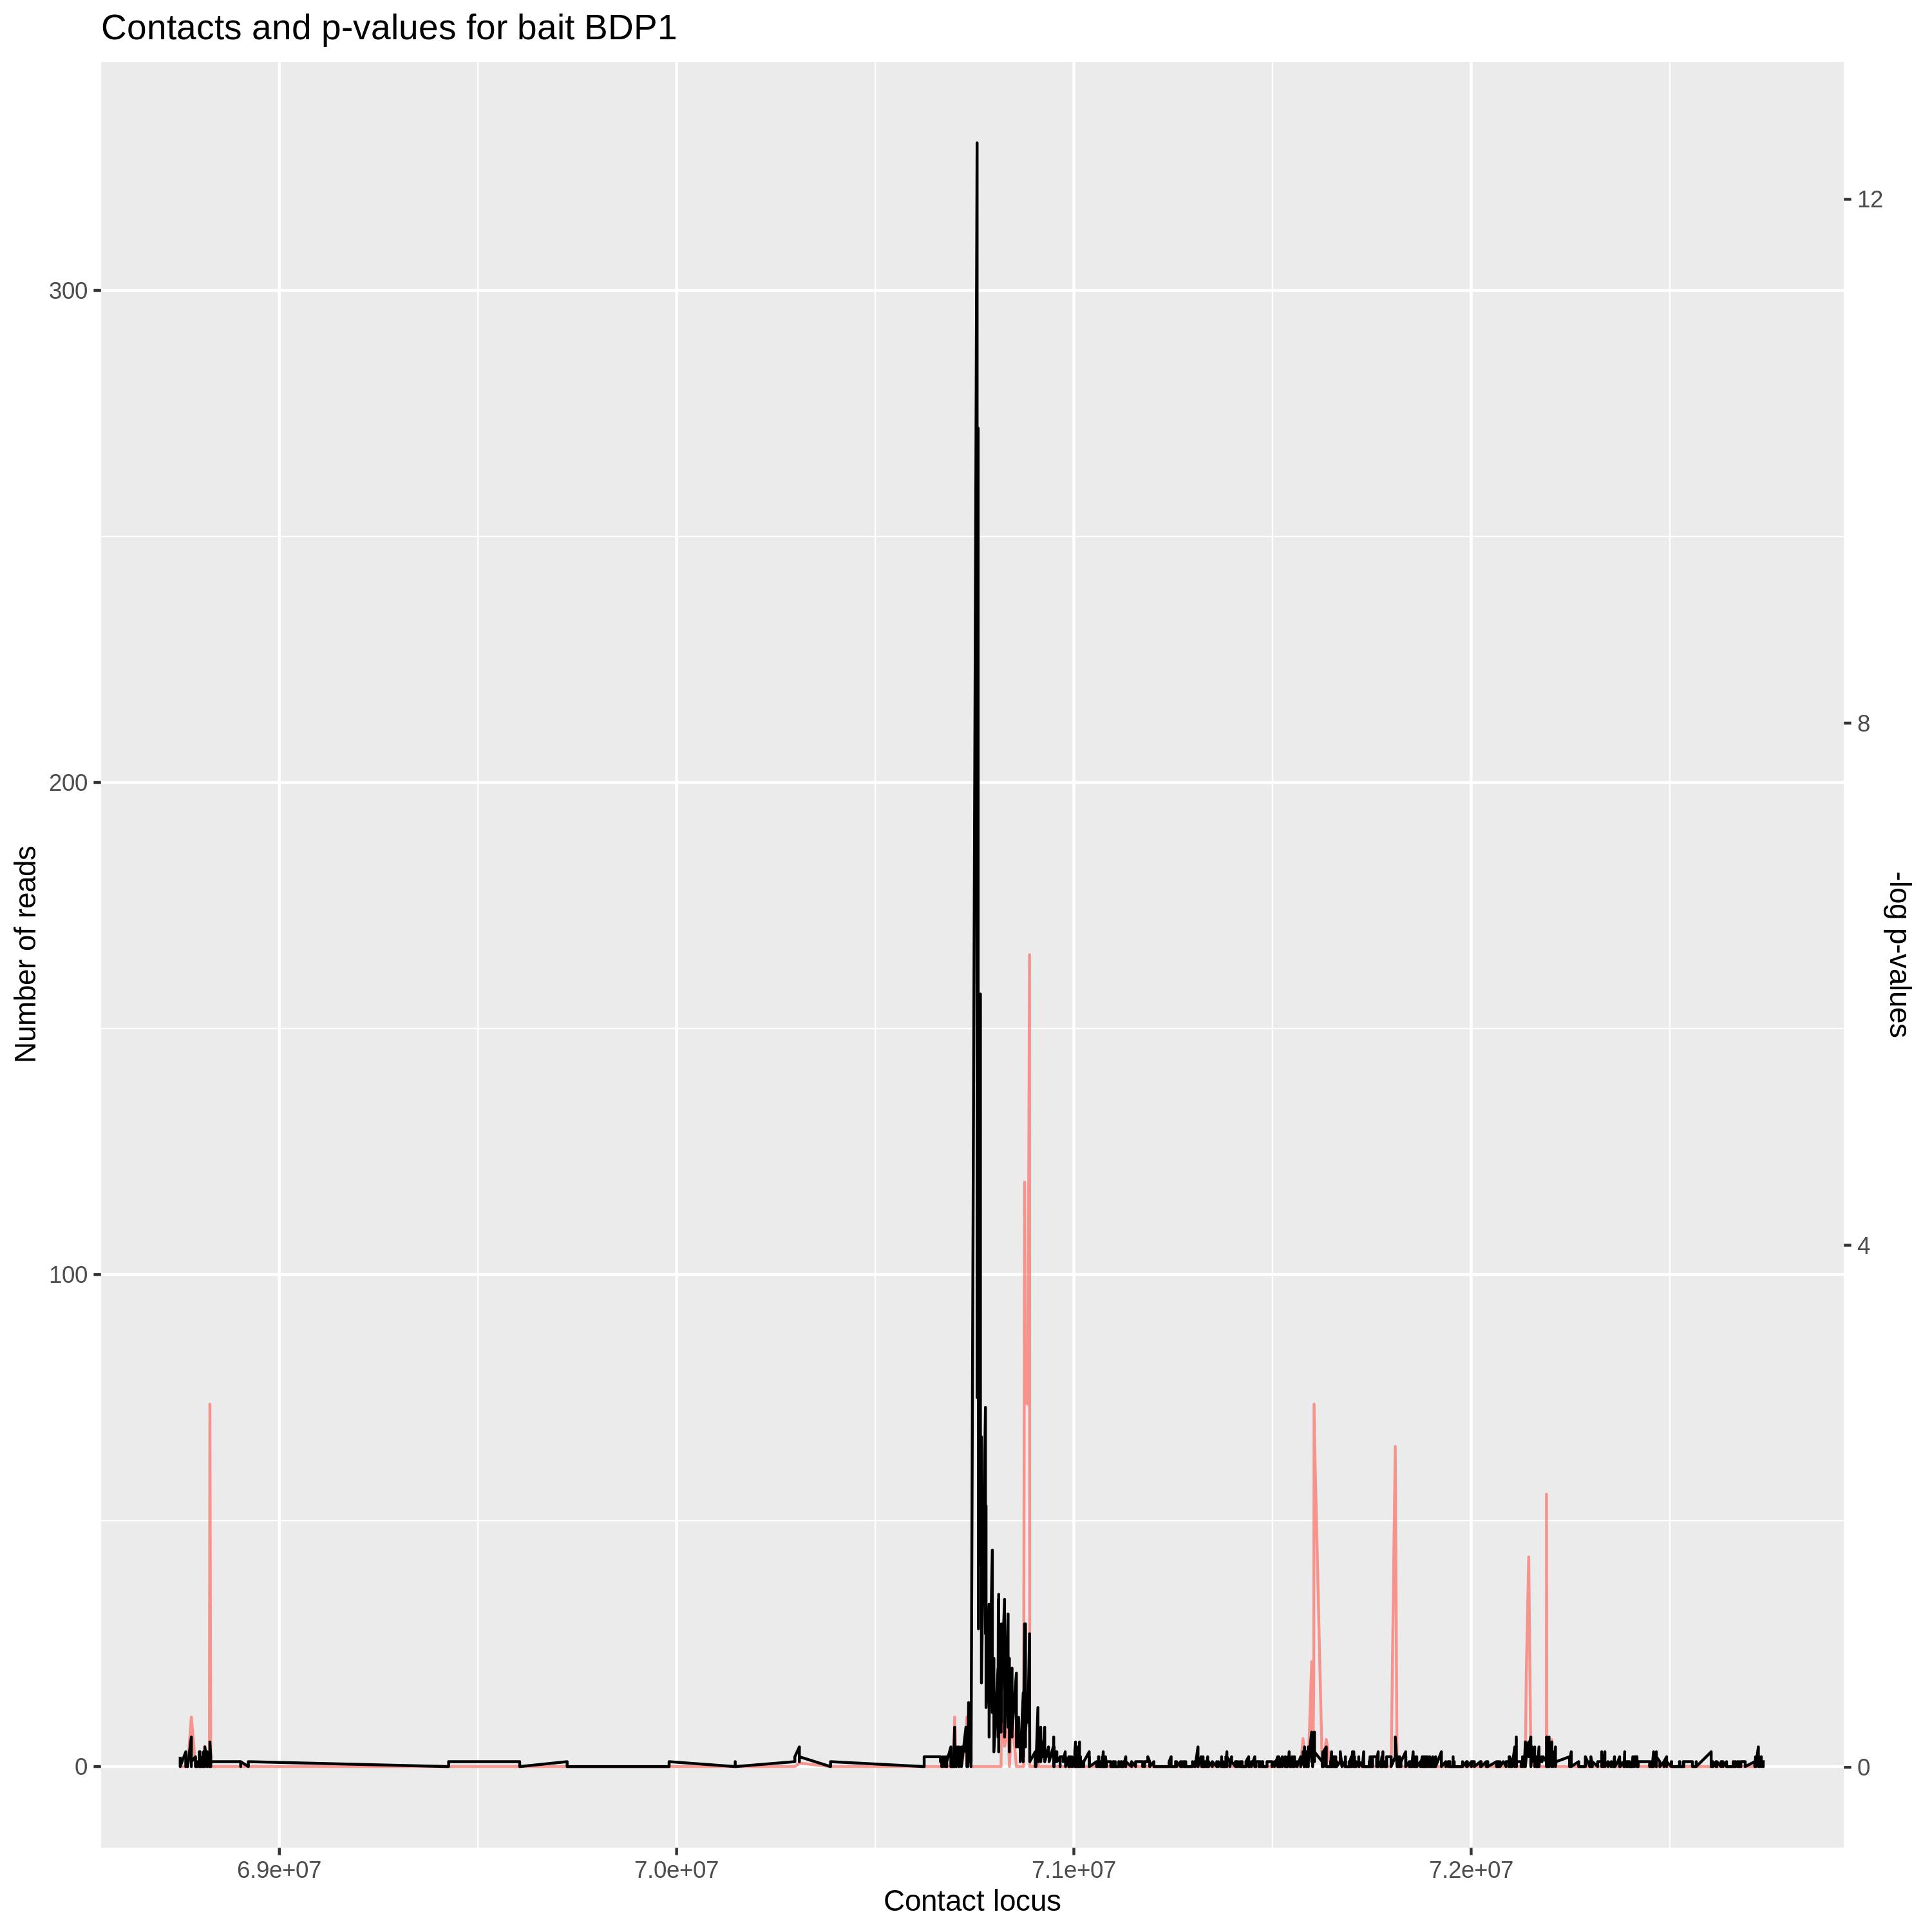 Contacts and p-values for bait BDP1
300
200
100
0
Number of reads
12
8
4
0
-log p-values
6.9e+07
7.0e+07
7.1e+07
7.2e+07
Contact locus